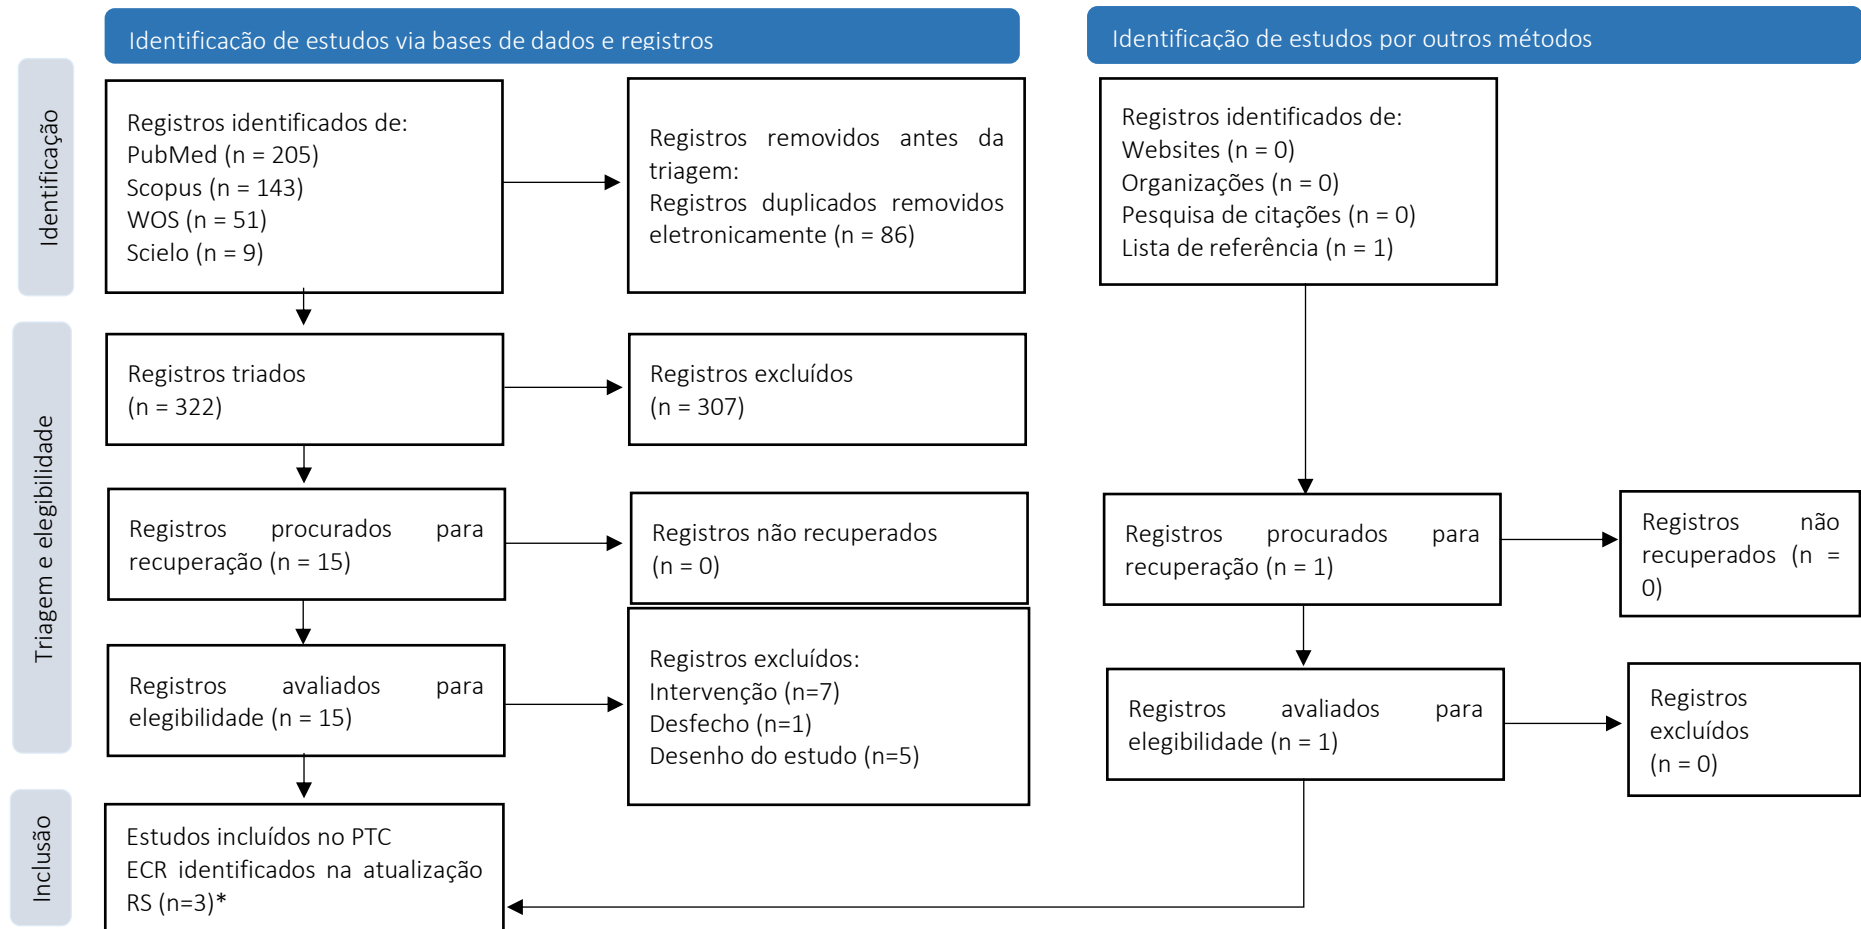 Identificação de estudos via bases de dados e registros
Identificação de estudos por outros métodos
Identificação
Registros identificados de:
PubMed (n = 205)
Scopus (n = 143)
WOS (n = 51)
Scielo (n = 9)
Registros removidos antes da
triagem:
Registros duplicados removidos
eletronicamente (n = 86)
Registros identificados de:
Websites (n = 0)
Organizações (n = 0)
Pesquisa de citações (n = 0)
Lista de referência (n = 1)
Triagem e elegibilidade
Registros triados
(n = 322)
Registros excluídos
(n = 307)
Registros procurados para
recuperação (n = 15)
Registros não recuperados
(n = 0)
Registros procurados para
recuperação (n = 1)
Registros não
recuperados (n =
0)
Registros avaliados para
elegibilidade (n = 15)
Registros excluídos:
Intervenção (n=7)
Desfecho (n=1)
Desenho do estudo (n=5)
Registros avaliados para
elegibilidade (n = 1)
Registros
excluídos
(n = 0)
Inclusão
Estudos incluídos no PTC
ECR identificados na atualização
RS (n=3)*